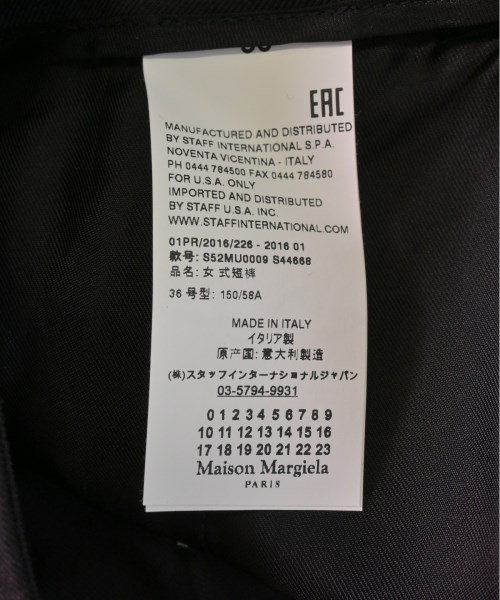 EAC
MANUFACTURED AND DISTRIBUTED
BY STAFF INTERNATIONAL S.P.A.
NOVENTA VICENTINA - ITALY
PH 0444 784500 FAX 0444 784580
FOR U.S.A. ONLY
IMPORTED AND DISTRIBUTED
BY STAFF U.S.A. INC.
WWW.STAFFINTERNATIONAL.COM
01PR/2016/226 - 2016 01
款号: S52MU0009 S44668
品名: 女 式短裤
36 号型: 150/58A
MADE IN ITALY
イタリア製
原产国: 意大利製造
(株)スタッフインターナショナルジャパン
03-5794-9931
0 1 2 3 4 5 6 7 8 9
10 11 12 13 14 15 16
17 18 19 20 21 22 23
Maison Margiela
PARIS